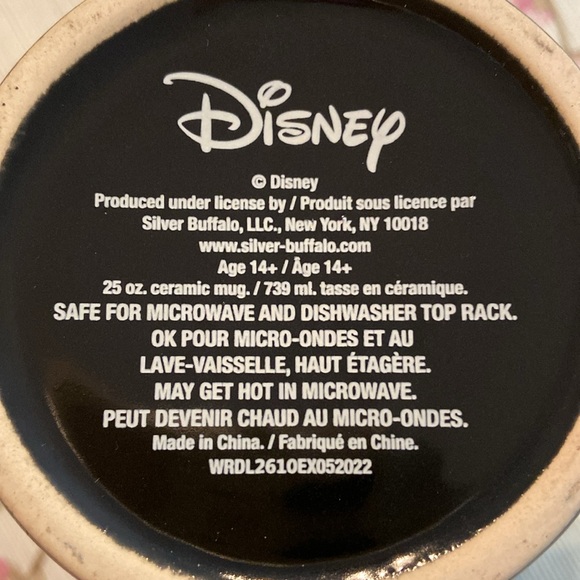 Disney
© Disney
Produced under license by / Produit sous licence par
Silver Buffalo, LLC., New York, NY 10018
www.silver-buffalo.com
Age 14+ / Âge 14+
25 oz. ceramic mug. / 739 ml. tasse en céramique.
SAFE FOR MICROWAVE AND DISHWASHER TOP RACK.
OK POUR MICRO-ONDES ET AU
LAVE-VAISSELLE, HAUT ÉTAGÈRE.
MAY GET HOT IN MICROWAVE.
PEUT DEVENIR CHAUD AU MICRO-ONDES.
Made in China. / Fabriqué en Chine.
WRDL2610EX052022